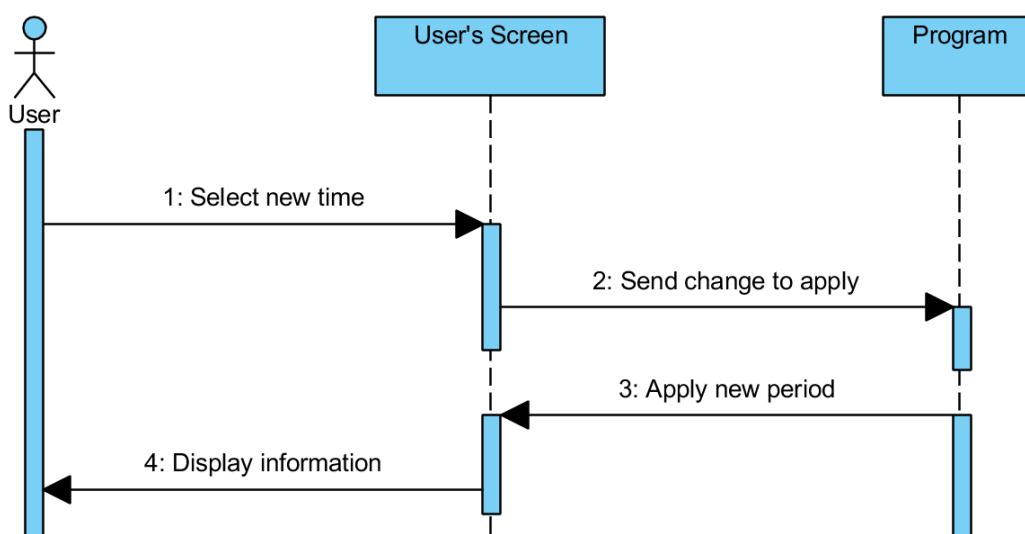 User's Screen
Program
User
1: Select new time
2: Send change to apply
3: Apply new period
4: Display information